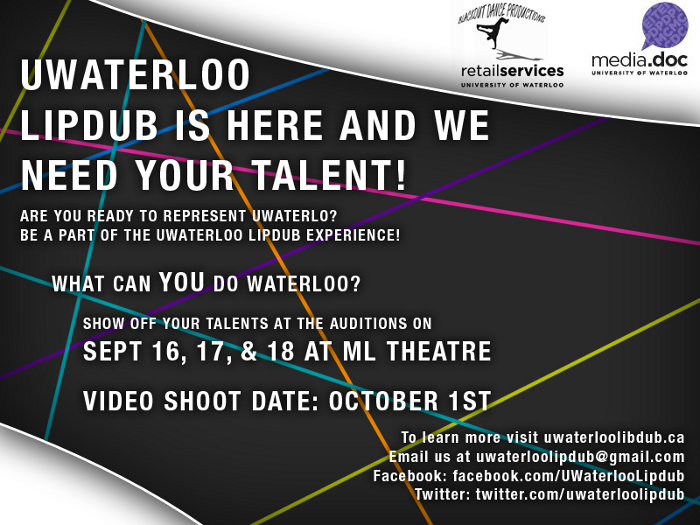 BLACKOUT DANCE PRODUCTIONS
retailservices
UNIVERSITY OF WATERLOO
media.doc
UNIVERSITY OF WATERLOO
UWATERLOO
LIPDUB IS HERE AND WE
NEED YOUR TALENT!
ARE YOU READY TO REPRESENT UWATERLO?
BE A PART OF THE UWATERLOO LIPDUB EXPERIENCE!
WHAT CAN YOU DO WATERLOO?
SHOW OFF YOUR TALENTS AT THE AUDITIONS ON
SEPT 16, 17, & 18 AT ML THEATRE
VIDEO SHOOT DATE: OCTOBER 1ST
To learn more visit uwaterloolibdub.ca
Email us at uwaterloolipdub@gmail.com
Facebook: facebook.com/UWaterlooLipdub
Twitter: twitter.com/uwaterloolipdub